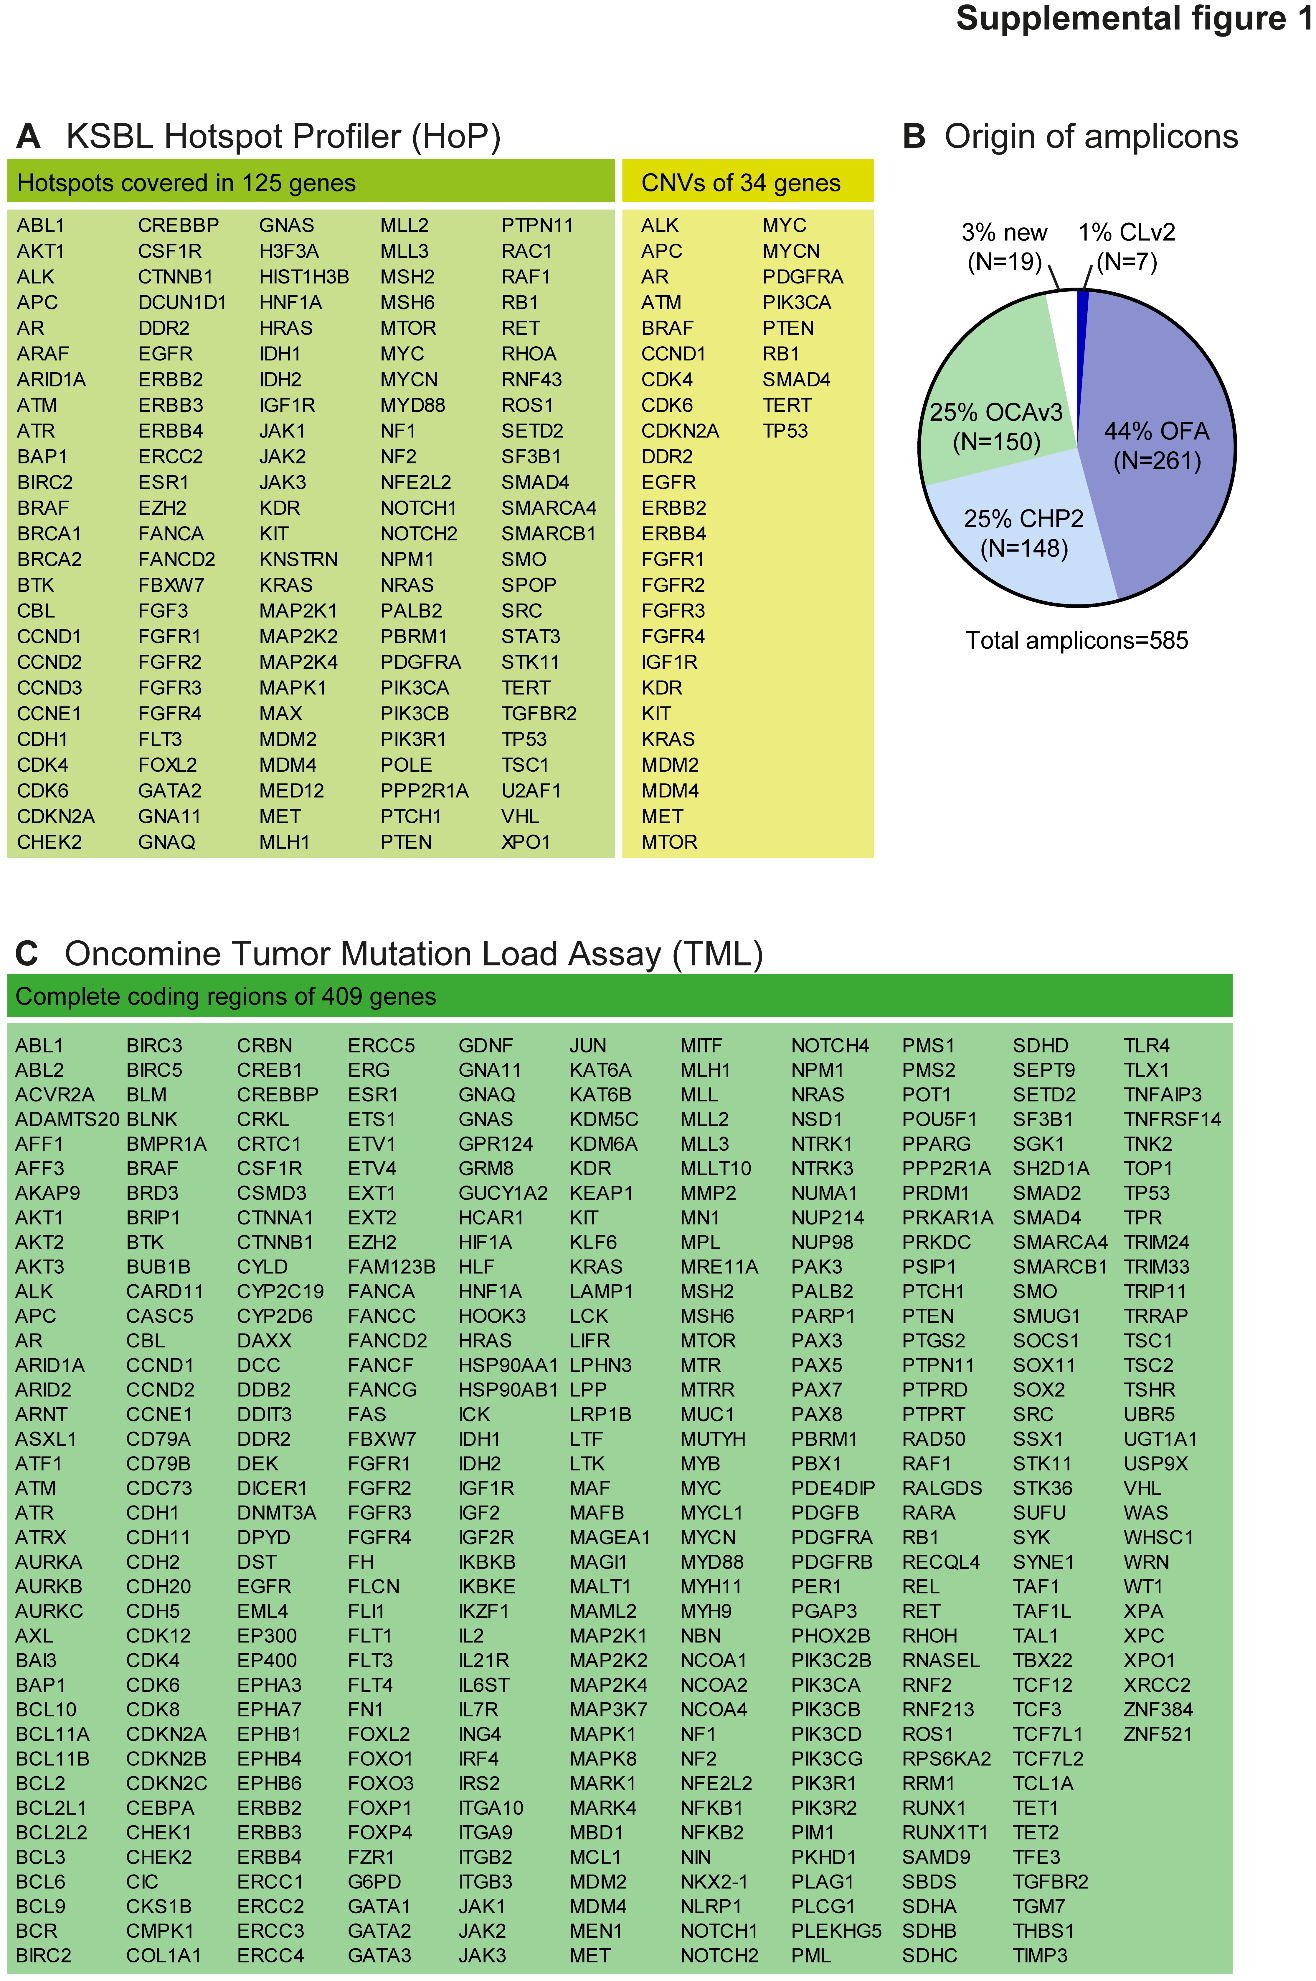 Supplemental figure 1
A KSBL Hotspot Profiler (HoP)
Hotspots covered in 125 genes
ABL1 CREBBP GNAS MLL2 PTPN11
AKT1 CSF1R H3F3A MLL3 RAC1
ALK CTNNB1 HIST1H3B MSH2 RAF1
APC DCUN1D1 HNF1A MSH6 RB1
AR DDR2 HRAS MTOR RET
ARAF EGFR IDH1 MYC RHOA
ARID1A ERBB2 IDH2 MYCN RNF43
ATM ERBB3 IGF1R MYD88 ROS1
ATR ERBB4 JAK1 NF1 SETD2
BAP1 ERCC2 JAK2 NF2 SF3B1
BIRC2 ESR1 JAK3 NFE2L2 SMAD4
BRAF EZH2 KDR NOTCH1 SMARCA4
BRCA1 FANCA KIT NOTCH2 SMARCB1
BRCA2 FANCD2 KNSTRN NPM1 SMO
BTK FBXW7 KRAS NRAS SPOP
CBL FGF3 MAP2K1 PALB2 SRC
CCND1 FGFR1 MAP2K2 PBRM1 STAT3
CCND2 FGFR2 MAP2K4 PDGFRA STK11
CCND3 FGFR3 MAPK1 PIK3CA TERT
CCNE1 FGFR4 MAX PIK3CB TGFBR2
CDH1 FLT3 MDM2 PIK3R1 TP53
CDK4 FOXL2 MDM4 POLE TSC1
CDK6 GATA2 MED12 PPP2R1A U2AF1
CDKN2A GNA11 MET PTCH1 VHL
CHEK2 GNAQ MLH1 PTEN XPO1
CNVs of 34 genes
ALK MYC
APC MYCN
AR PDGFRA
ATM PIK3CA
BRAF PTEN
CCND1 RB1
CDK4 SMAD4
CDK6 TERT
CDKN2A TP53
DDR2
EGFR
ERBB2
ERBB4
FGFR1
FGFR2
FGFR3
FGFR4
IGF1R
KDR
KIT
KRAS
MDM2
MDM4
MET
MTOR
B Origin of amplicons
3% new
(N=19)
1% CLv2
(N=7)
25% OCAv3
(N=150)
44% OFA
(N=261)
25% CHP2
(N=148)
Total amplicons=585
C Oncomine Tumor Mutation Load Assay (TML)
Complete coding regions of 409 genes
ABL1 BIRC3 CRBN ERCC5 GDNF JUN MITF NOTCH4 PMS1 SDHD TLR4
ABL2 BIRC5 CREB1 ERG GNA11 KAT6A MLH1 NPM1 PMS2 SEPT9 TLX1
ACVR2A BLM CREBBP ESR1 GNAQ KAT6B MLL NRAS POT1 SETD2 TNFAIP3
ADAMTS20 BLNK CRKL ETS1 GNAS KDM5C MLL2 NSD1 POU5F1 SF3B1 TNFRSF14
AFF1 BMPR1A CRTC1 ETV1 GPR124 KDM6A MLL3 NTRK1 PPARG SGK1 TNK2
AFF3 BRAF CSF1R ETV4 GRM8 KDR MLLT10 NTRK3 PPP2R1A SH2D1A TOP1
AKAP9 BRD3 CSMD3 EXT1 GUCY1A2 KEAP1 MMP2 NUMA1 PRDM1 SMAD2 TP53
AKT1 BRIP1 CTNNA1 EXT2 HCAR1 KIT MN1 NUP214 PRKAR1A SMAD4 TPR
AKT2 BTK CTNNB1 EZH2 HIF1A KLF6 MPL NUP98 PRKDC SMARCA4 TRIM24
AKT3 BUB1B CYLD FAM123B HLF KRAS MRE11A PAK3 PSIP1 SMARCB1 TRIM33
ALK CARD11 CYP2C19 FANCA HNF1A LAMP1 MSH2 PALB2 PTCH1 SMO TRIP11
APC CASC5 CYP2D6 FANCC HOOK3 LCK MSH6 PARP1 PTEN SMUG1 TRRAP
AR CBL DAXX FANCD2 HRAS LIFR MTOR PAX3 PTGS2 SOCS1 TSC1
ARID1A CCND1 DCC FANCF HSP90AA1 LPHN3 MTR PAX5 PTPN11 SOX11 TSC2
ARID2 CCND2 DDB2 FANCG HSP90AB1 LPP MTRR PAX7 PTPRD SOX2 TSHR
ARNT CCNE1 DDIT3 FAS ICK LRP1B MUC1 PAX8 PTPRT SRC UBR5
ASXL1 CD79A DDR2 FBXW7 IDH1 LTF MUTYH PBRM1 RAD50 SSX1 UGT1A1
ATF1 CD79B DEK FGFR1 IDH2 LTK MYB PBX1 RAF1 STK11 USP9X
ATM CDC73 DICER1 FGFR2 IGF1R MAF MYC PDE4DIP RALGDS STK36 VHL
ATR CDH1 DNMT3A FGFR3 IGF2 MAFB MYCL1 PDGFB RARA SUFU WAS
ATRX CDH11 DPYD FGFR4 IGF2R MAGEA1 MYCN PDGFRA RB1 SYK WHSC1
AURKA CDH2 DST FH IKBKB MAGI1 MYD88 PDGFRB RECQL4 SYNE1 WRN
AURKB CDH20 EGFR FLCN IKBKE MALT1 MYH11 PER1 REL TAF1 WT1
AURKC CDH5 EML4 FLI1 IKZF1 MAML2 MYH9 PGAP3 RET TAF1L XPA
AXL CDK12 EP300 FLT1 IL2 MAP2K1 NBN PHOX2B RHOH TAL1 XPC
BAI3 CDK4 EP400 FLT3 IL21R MAP2K2 NCOA1 PIK3C2B RNASEL TBX22 XPO1
BAP1 CDK6 EPHA3 FLT4 IL6ST MAP2K4 NCOA2 PIK3CA RNF2 TCF12 XRCC2
BCL10 CDK8 EPHA7 FN1 IL7R MAP3K7 NCOA4 PIK3CB RNF213 TCF3 ZNF384
BCL11A CDKN2A EPHB1 FOXL2 ING4 MAPK1 NF1 PIK3CD ROS1 TCF7L1 ZNF521
BCL11B CDKN2B EPHB4 FOXO1 IRF4 MAPK8 NF2 PIK3CG RPS6KA2 TCF7L2
BCL2 CDKN2C EPHB6 FOXO3 IRS2 MARK1 NFE2L2 PIK3R1 RRM1 TCL1A
BCL2L1 CEBPA ERBB2 FOXP1 ITGA10 MARK4 NFKB1 PIK3R2 RUNX1 TET1
BCL2L2 CHEK1 ERBB3 FOXP4 ITGA9 MBD1 NFKB2 PIM1 RUNX1T1 TET2
BCL3 CHEK2 ERBB4 FZR1 ITGB2 MCL1 NIN PKHD1 SAMD9 TFE3
BCL6 CIC ERCC1 G6PD ITGB3 MDM2 NKX2-1 PLAG1 SBDS TGFBR2
BCL9 CKS1B ERCC2 GATA1 JAK1 MDM4 NLRP1 PLCG1 SDHA TGM7
BCR CMPK1 ERCC3 GATA2 JAK2 MEN1 NOTCH1 PLEKHG5 SDHB THBS1
BIRC2 COL1A1 ERCC4 GATA3 JAK3 MET NOTCH2 PML SDHC TIMP3